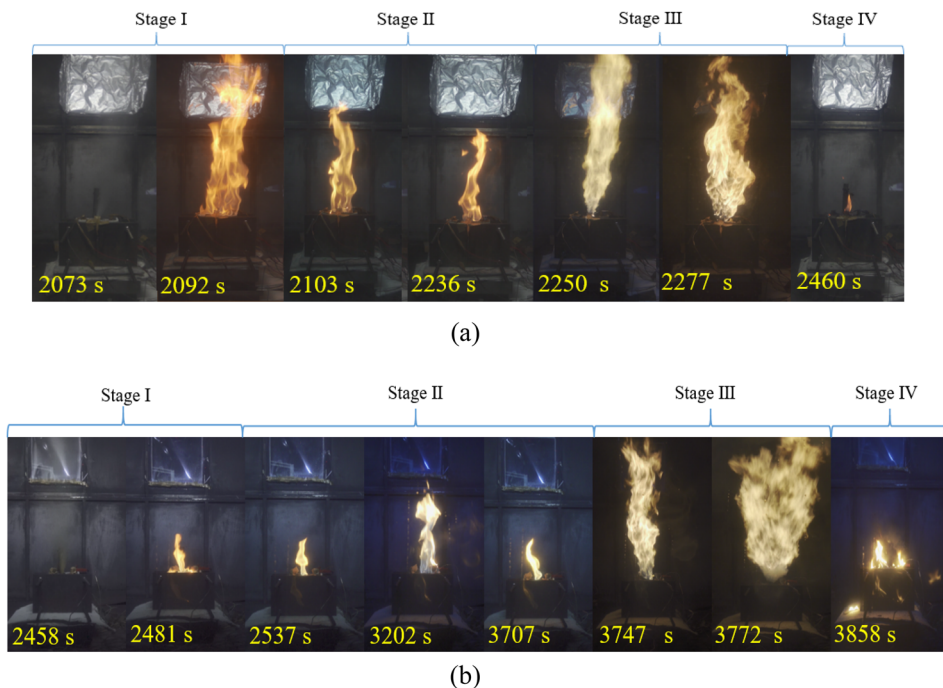 Stage I Stage II Stage III Stage IV
2073 s 2092 s 2103 s 2236 s 2250 s 2277 s 2460 s
(a)
Stage I Stage II Stage III Stage IV
2458 s 2481 s 2537 s 3202 s 3707 s 3747 s 3772 s 3858 s
(b)